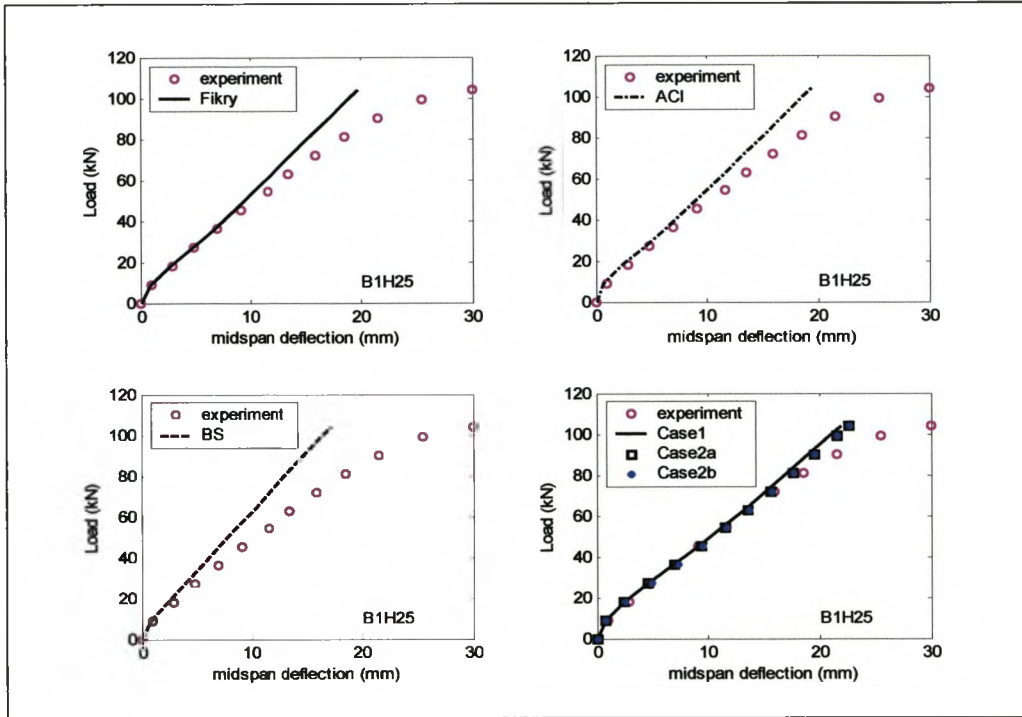 120
100
80
60
40
20
0
Load (kN)
experiment
Fikry
B1H25
0 10 20 30
midspan deflection (mm)
120
100
80
60
40
20
0
Load (kN)
experiment
ACI
B1H25
0 10 20 30
midspan deflection (mm)
120
100
80
60
40
20
0
Load (kN)
experiment
BS
B1H25
0 10 20 30
midspan deflection (mm)
120
100
80
60
40
20
0
Load (kN)
experiment
Case1
Case2a
Case2b
B1H25
0 10 20 30
midspan deflection (mm)